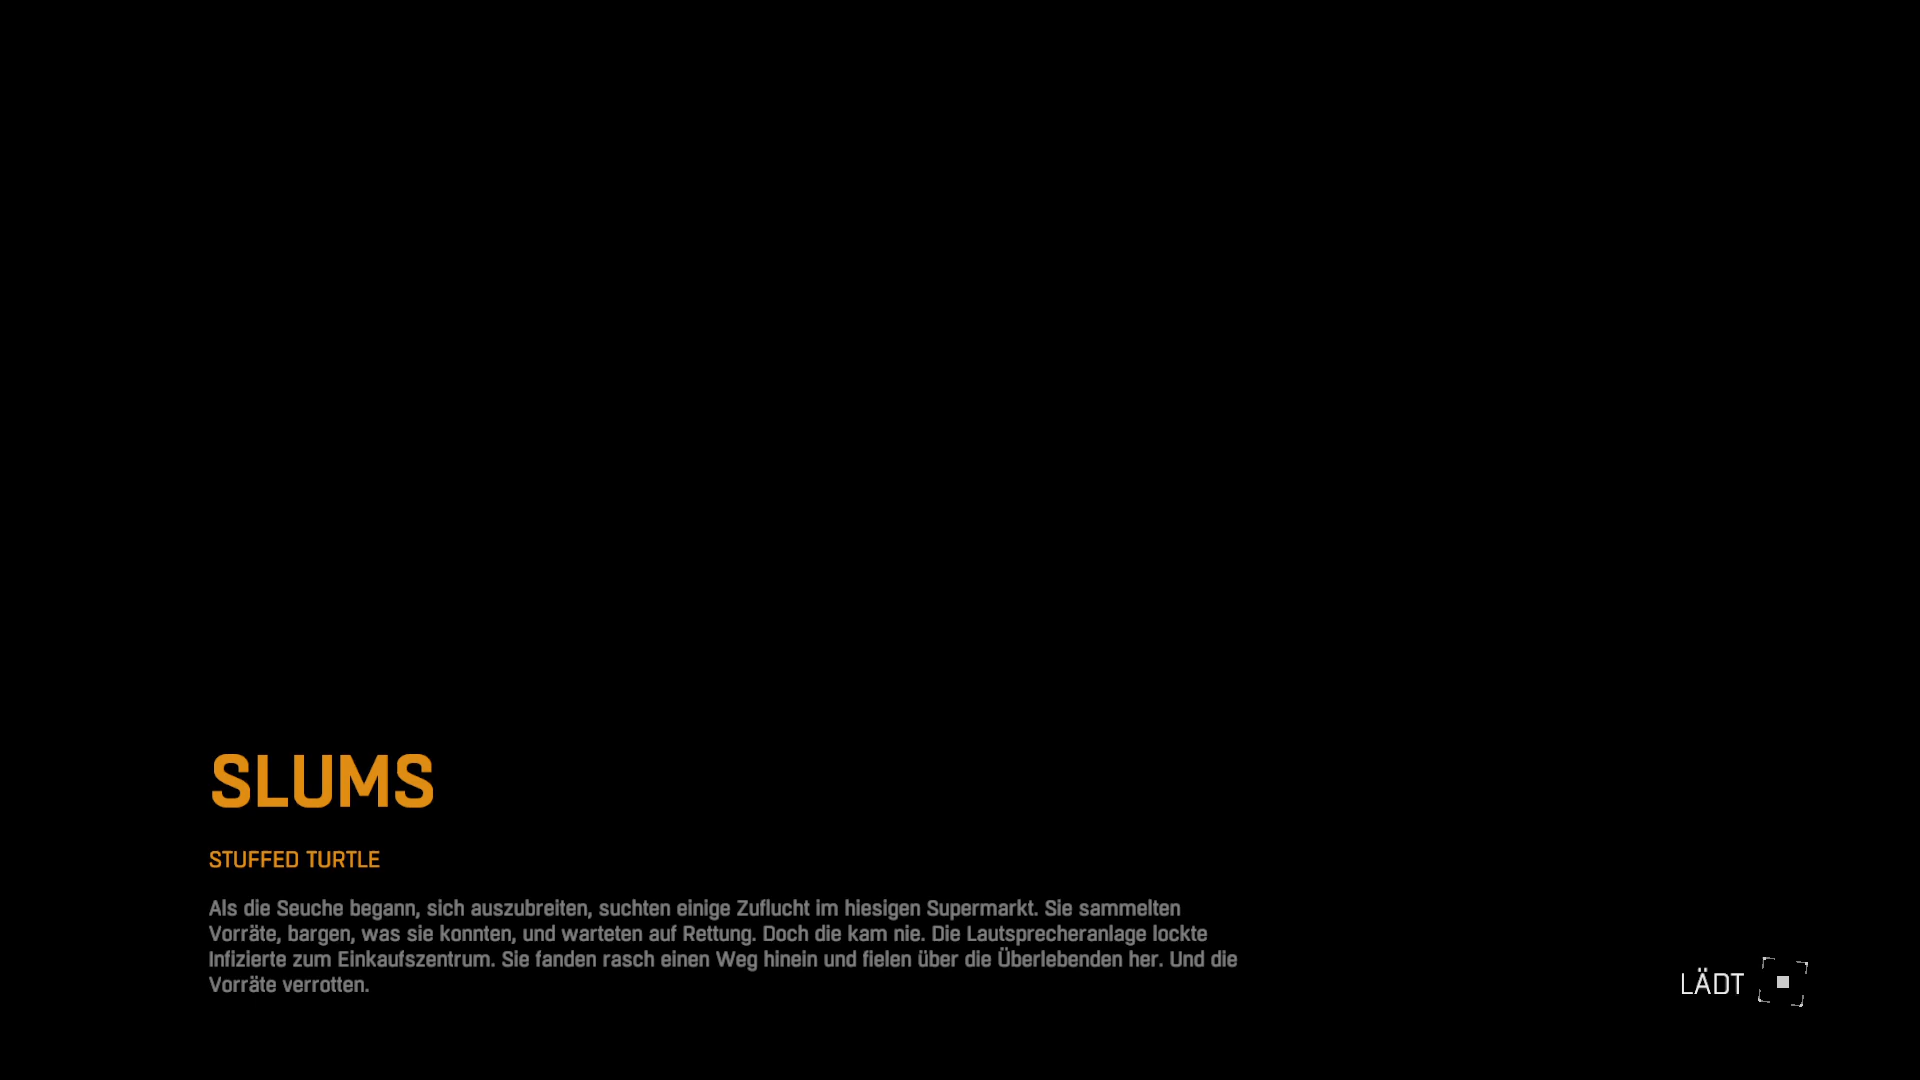 SLUMS
STUFFED TURTLE
Als die Seuche begann, sich auszubreiten, suchten einige Zuflucht im hiesigen Supermarkt. Sie sammelten
Vorräte, bargen, was sie konnten, und warteten auf Rettung. Doch die kam nie. Die Lautsprecheranlage lockte
Infizierte zum Einkaufszentrum. Sie fanden rasch einen Weg hinein und fielen über die Überlebenden her. Und die
Vorräte verrotten.
LÄDT